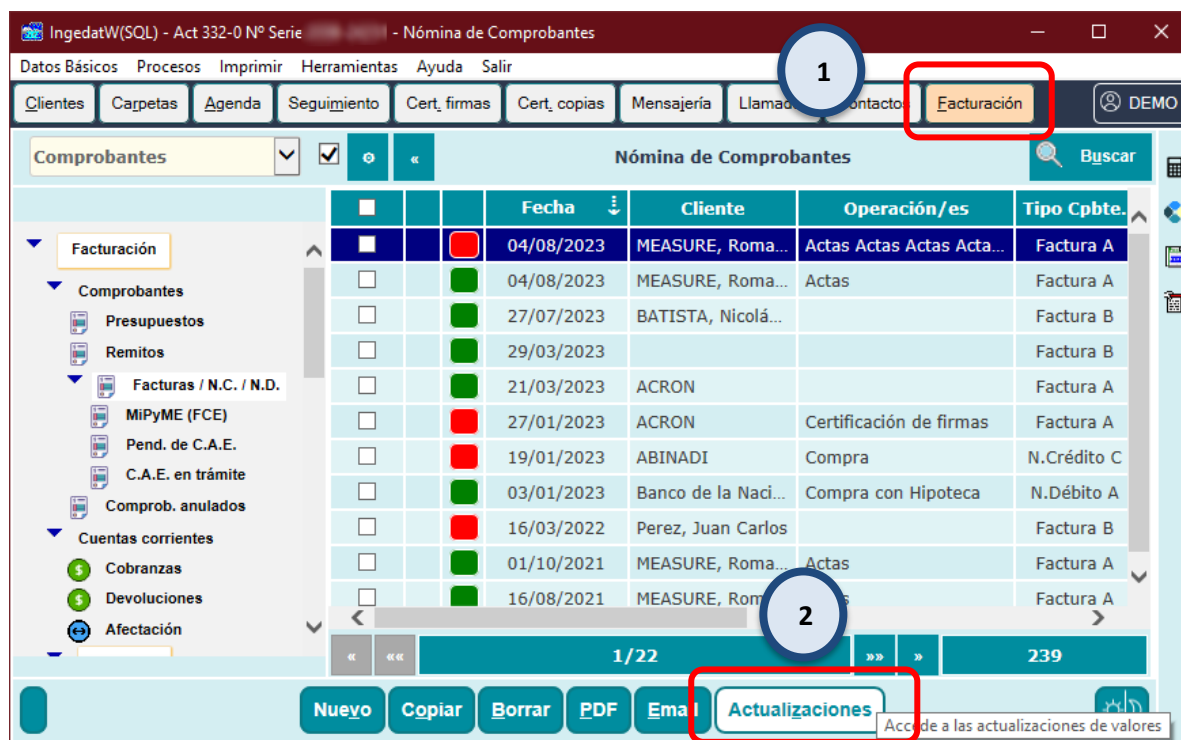 IngedatW(SQL) - Act 332-0 Nº Serie - Nómina de Comprobantes
Datos Básicos Procesos Imprimir Herramientas Ayuda Salir
1
Clientes Carpetas Agenda Seguimiento Cert. firmas Cert. copias Mensajería Facturación DEMO
Comprobantes « Nómina de Comprobantes Buscar
Fecha Cliente Operación/es Tipo Cpbte.
Facturación
Comprobantes
Presupuestos
Remitos
Facturas / N.C. / N.D.
MiPyME (FCE)
Pend. de C.A.E.
C.A.E. en trámite
Comprob. anulados
Cuentas corrientes
Cobranzas
Devoluciones
Afectación
04/08/2023 MEASURE, Roma... Actas Actas Actas Acta... Factura A
04/08/2023 MEASURE, Roma... Actas Factura A
27/07/2023 BATISTA, Nicolá... Factura B
29/03/2023 Factura B
21/03/2023 ACRON Factura A
27/01/2023 ACRON Certificación de firmas Factura A
19/01/2023 ABINADI Compra N.Crédito C
03/01/2023 Banco de la Naci... Compra con Hipoteca N.Débito A
16/03/2022 Perez, Juan Carlos Factura B
01/10/2021 MEASURE, Roma... Actas Factura A
16/08/2021 MEASURE, Factura A
2
« «« 1/22 »» » 239
Nuevo Copiar Borrar PDF Email Actualizaciones
Accede a las actualizaciones de valores